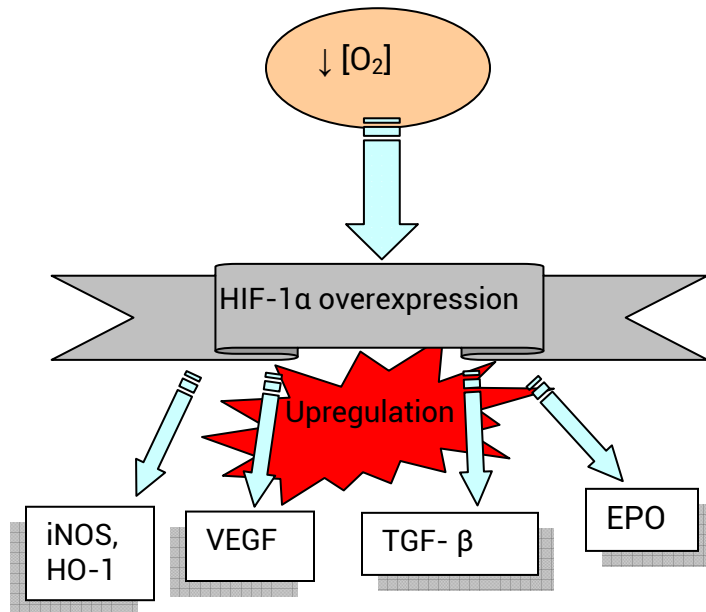 ↓ [O₂]
HIF-1α overexpression
Upregulation
iNOS,
HO-1
VEGF
TGF- β
EPO